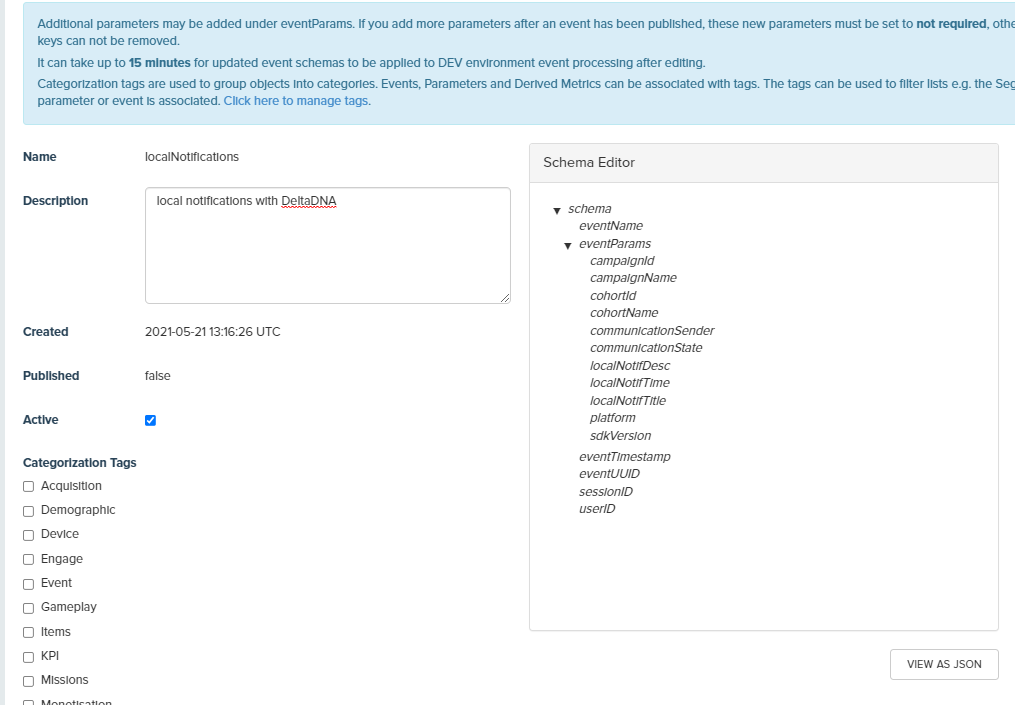 Additional parameters may be added under eventParams. If you add more parameters after an event has been published, these new parameters must be set to not required, othe
keys can not be removed.
It can take up to 15 minutes for updated event schemas to be applied to DEV environment event processing after editing.
Categorization tags are used to group objects into categories. Events, Parameters and Derived Metrics can be associated with tags. The tags can be used to filter lists e.g. the Seg
parameter or event is associated. Click here to manage tags.
Name localNotifications
Description local notifications with DeltaDNA
Created 2021-05-21 13:16:26 UTC
Published false
Active
Categorization Tags
Acquisition
Demographic
Device
Engage
Event
Gameplay
Items
KPI
Missions
Monetisation
Schema Editor
schema
eventName
eventParams
campaignId
campaignName
cohortId
cohortName
communicationSender
communicationState
localNotifDesc
localNotifTime
localNotifTitle
platform
sdkVersion
eventTimestamp
eventUUID
sessionID
userID
VIEW AS JSON